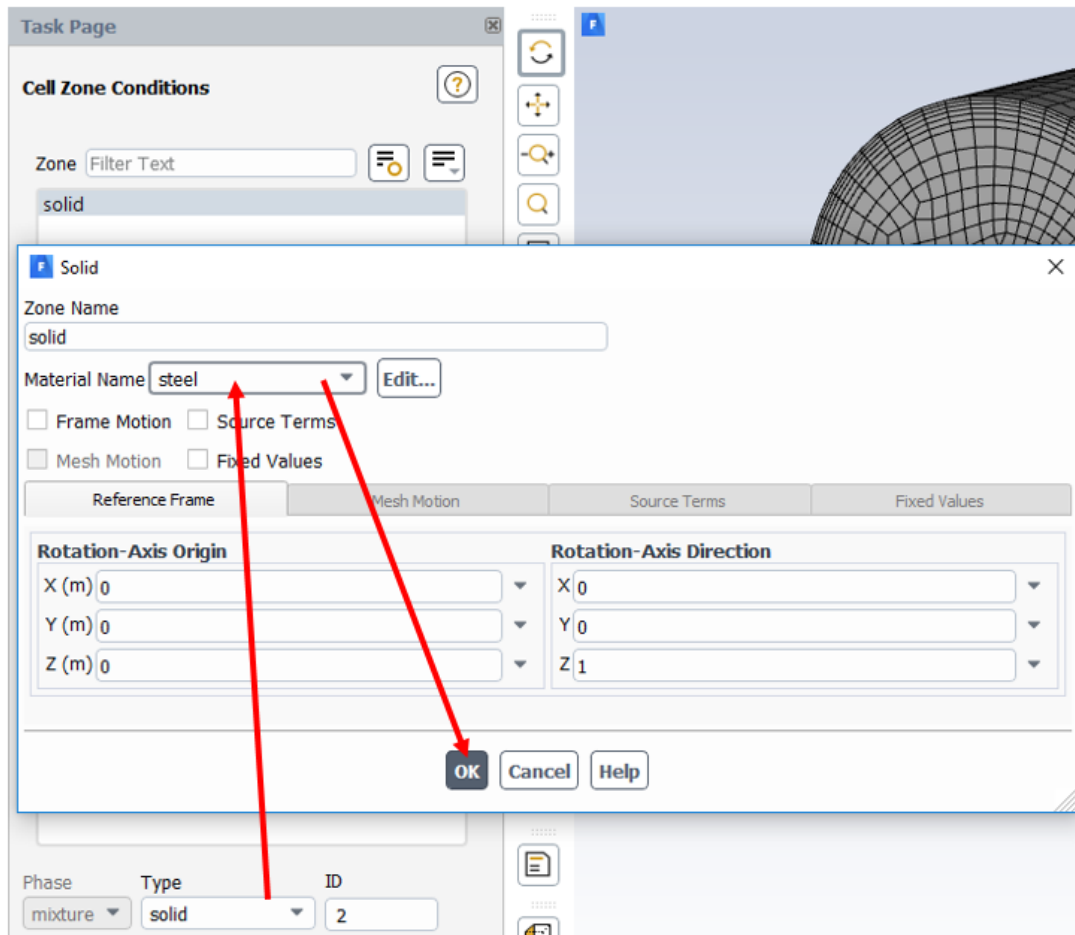 Task Page
Cell Zone Conditions
Zone Filter Text
solid
Solid
Zone Name
solid
Material Name steel Edit...
Frame Motion Source Terms
Mesh Motion Fixed Values
Reference Frame Mesh Motion Source Terms Fixed Values
Rotation-Axis Origin Rotation-Axis Direction
X (m) 0 X 0
Y (m) 0 Y 0
Z (m) 0 Z 1
OK Cancel Help
Phase Type ID
mixture solid 2